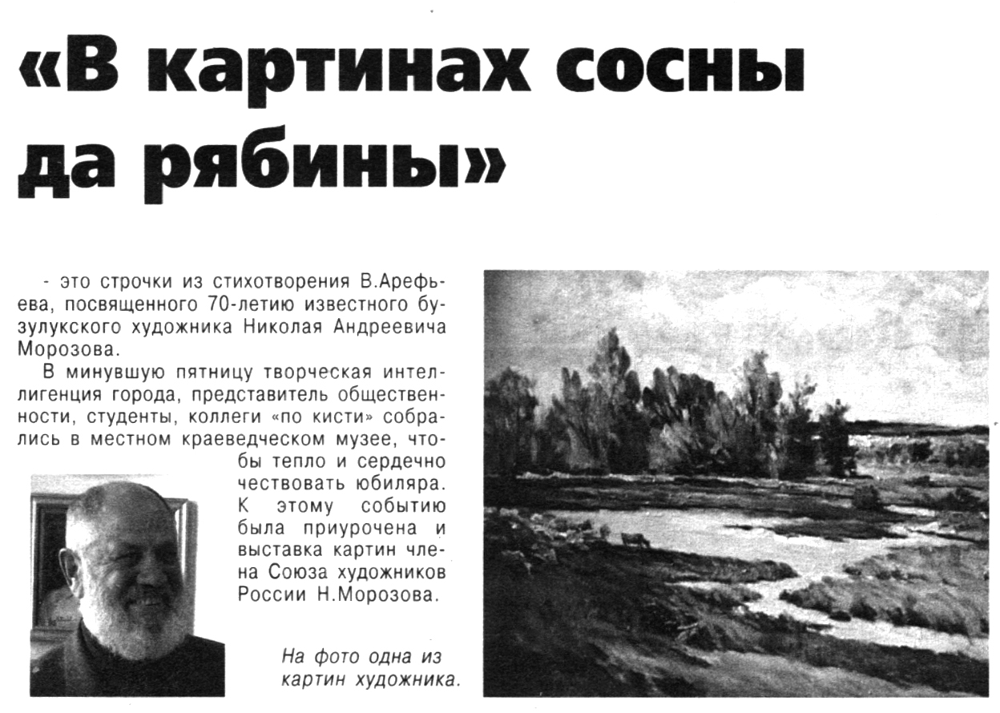 «В картинах сосны
да рябины»
- это строчки из стихотворения В.Арефь-
ева, посвященного 70-летию известного бу-
зулукского художника Николая Андреевича
Морозова.
В минувшую пятницу творческая интел-
лигенция города, представитель обществен-
ности, студенты, коллеги «по кисти» собра-
лись в местном краеведческом музее, что-
бы тепло и сердечно
чествовать юбиляра.
К этому событию
была приурочена и
выставка картин чле-
на Союза художников
России Н.Морозова.
На фото одна из
картин художника.